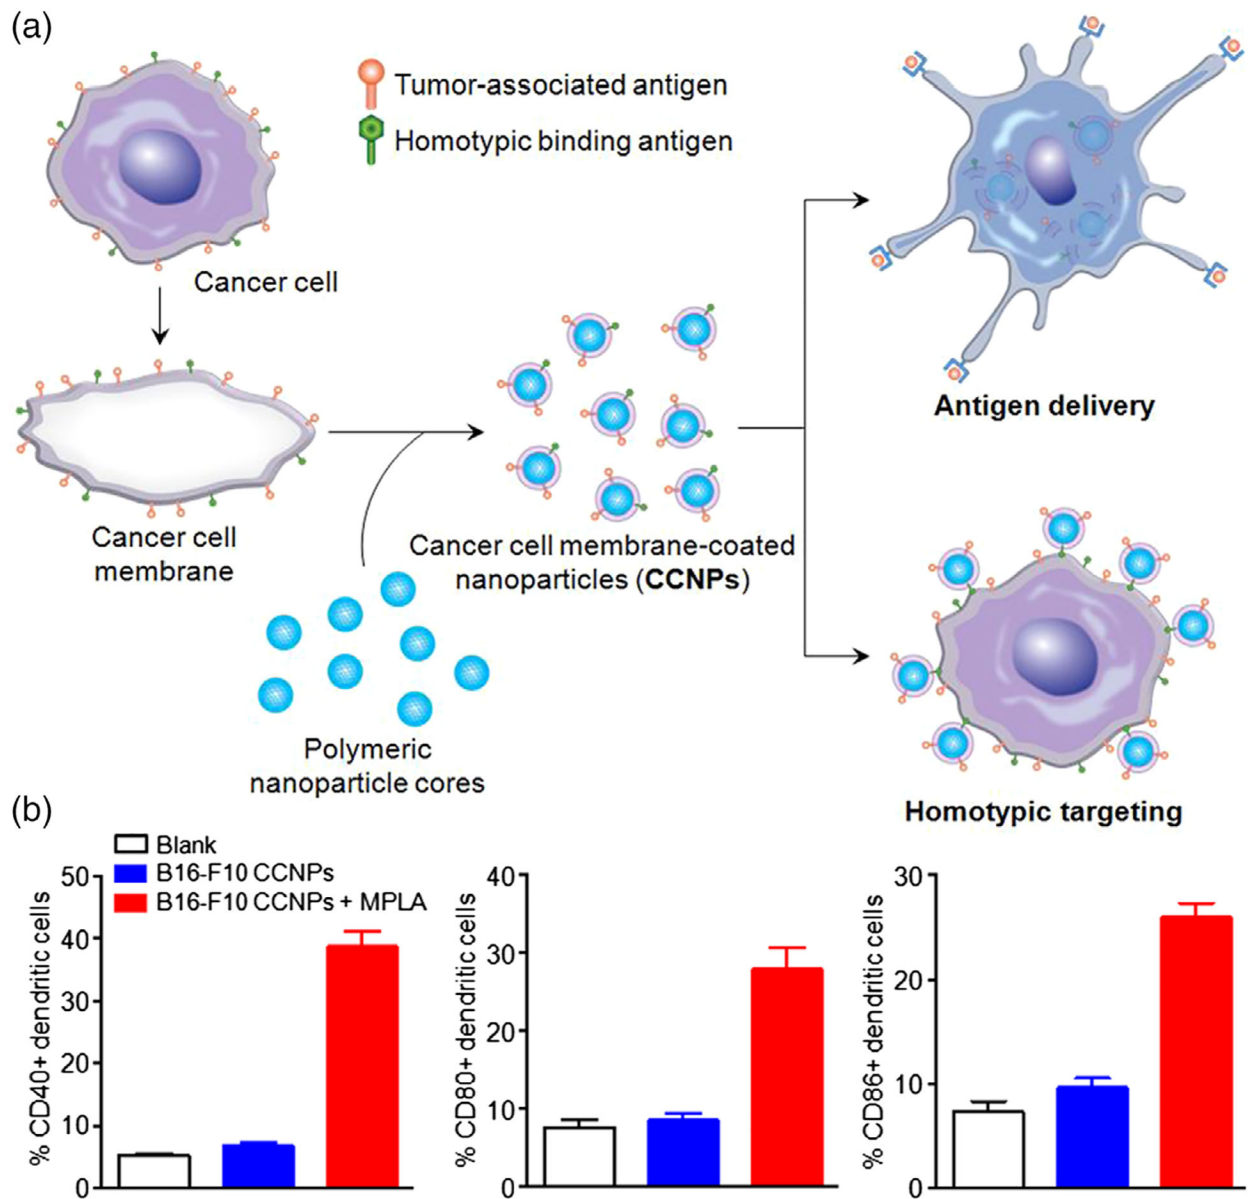 (a)
Tumor-associated antigen
Homotypic binding antigen
Cancer cell
Antigen delivery
Cancer cell
membrane
Cancer cell membrane-coated
nanoparticles (CCNPs)
Polymeric
nanoparticle cores
Homotypic targeting
(b)
Blank
B16-F10 CCNPs
B16-F10 CCNPs + MPLA
% CD40+ dendritic cells
50
40
30
20
10
0
% CD80+ dendritic cells
40
30
20
10
0
% CD86+ dendritic cells
30
20
10
0